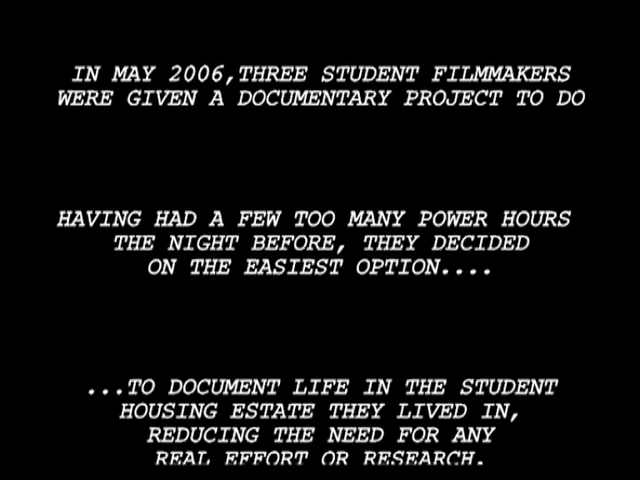 IN MAY 2006,THREE STUDENT FILMMAKERS
WERE GIVEN A DOCUMENTARY PROJECT TO DO
HAVING HAD A FEW TOO MANY POWER HOURS
THE NIGHT BEFORE, THEY DECIDED
ON THE EASIEST OPTION....
...TO DOCUMENT LIFE IN THE STUDENT
HOUSING ESTATE THEY LIVED IN,
REDUCING THE NEED FOR ANY
REAL EFFORT OR RESEARCH.